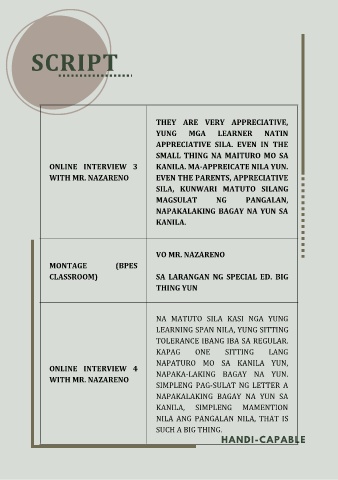 SCRIPT
ONLINE INTERVIEW 3
WITH MR. NAZARENO
THEY ARE VERY APPRECIATIVE,
YUNG MGA LEARNER NATIN
APPRECIATIVE SILA. EVEN IN THE
SMALL THING NA MAITURO MO SA
KANILA. MA-APPREICATE NILA YUN.
EVEN THE PARENTS, APPRECIATIVE
SILA, KUNWARI MATUTO SILANG
MAGSULAT NG PANGALAN,
NAPAKALAKING BAGAY NA YUN SA
KANILA.
MONTAGE (BPES
CLASSROOM)
VO MR. NAZARENO
SA LARANGAN NG SPECIAL ED. BIG
THING YUN
ONLINE INTERVIEW 4
WITH MR. NAZARENO
NA MATUTO SILA KASI NGA YUNG
LEARNING SPAN NILA, YUNG SITTING
TOLERANCE IBANG IBA SA REGULAR.
KAPAG ONE SITTING LANG
NAPATURO MO SA KANILA YUN,
NAPAKA-LAKING BAGAY NA YUN.
SIMPLENG PAG-SULAT NG LETTER A
NAPAKALAKING BAGAY NA YUN SA
KANILA, SIMPLENG MAMENTION
NILA ANG PANGALAN NILA, THAT IS
SUCH A BIG THING.
HANDI-CAPABLE